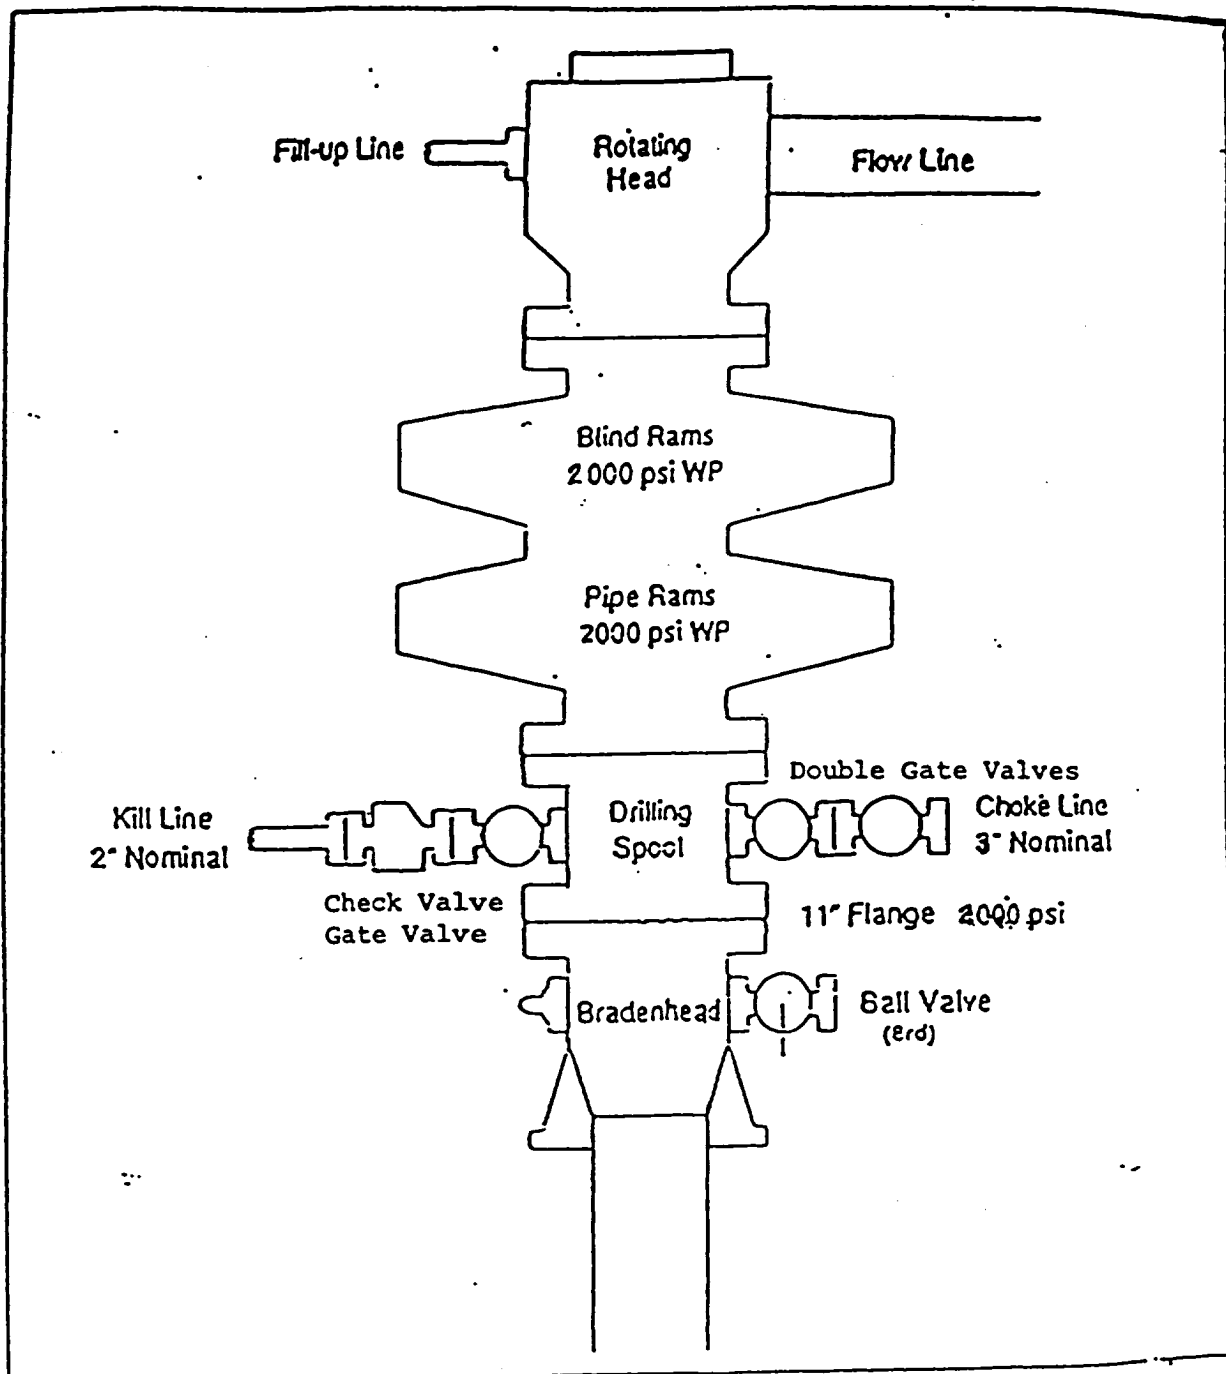 Fill-up Line
Rotating
Head
Flow Line
Blind Rams
2000 psi WP
Pipe Rams
2000 psi WP
Double Gate Valves
Kill Line
2" Nominal
Drilling
Spool
Choke Line
3" Nominal
Check Valve
Gate Valve
11" Flange 2000 psi
Bradenhead
Ball Valve